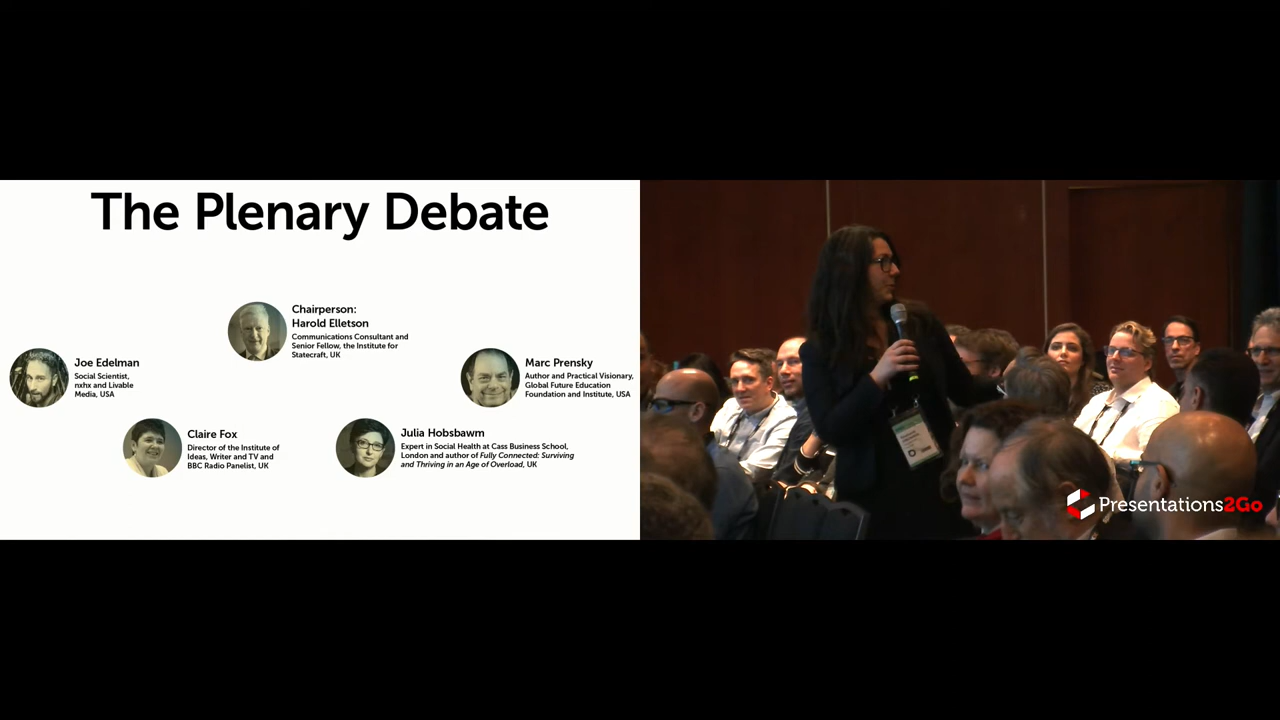 The Plenary Debate
Chairperson:
Harold Elletson
Communications Consultant and
Senior Fellow, the Institute for
Statecraft, UK
Joe Edelman
Social Scientist,
nxhx and Livable
Media, USA
Marc Prensky
Author and Practical Visionary,
Global Future Education
Foundation and Institute, USA
Claire Fox
Director of the Institute of
Ideas, Writer and TV and
BBC Radio Panelist, UK
Julia Hobsbawm
Expert in Social Health at Cass Business School,
London and author of Fully Connected: Surviving
and Thriving in an Age of Overload, UK
Presentations2Go